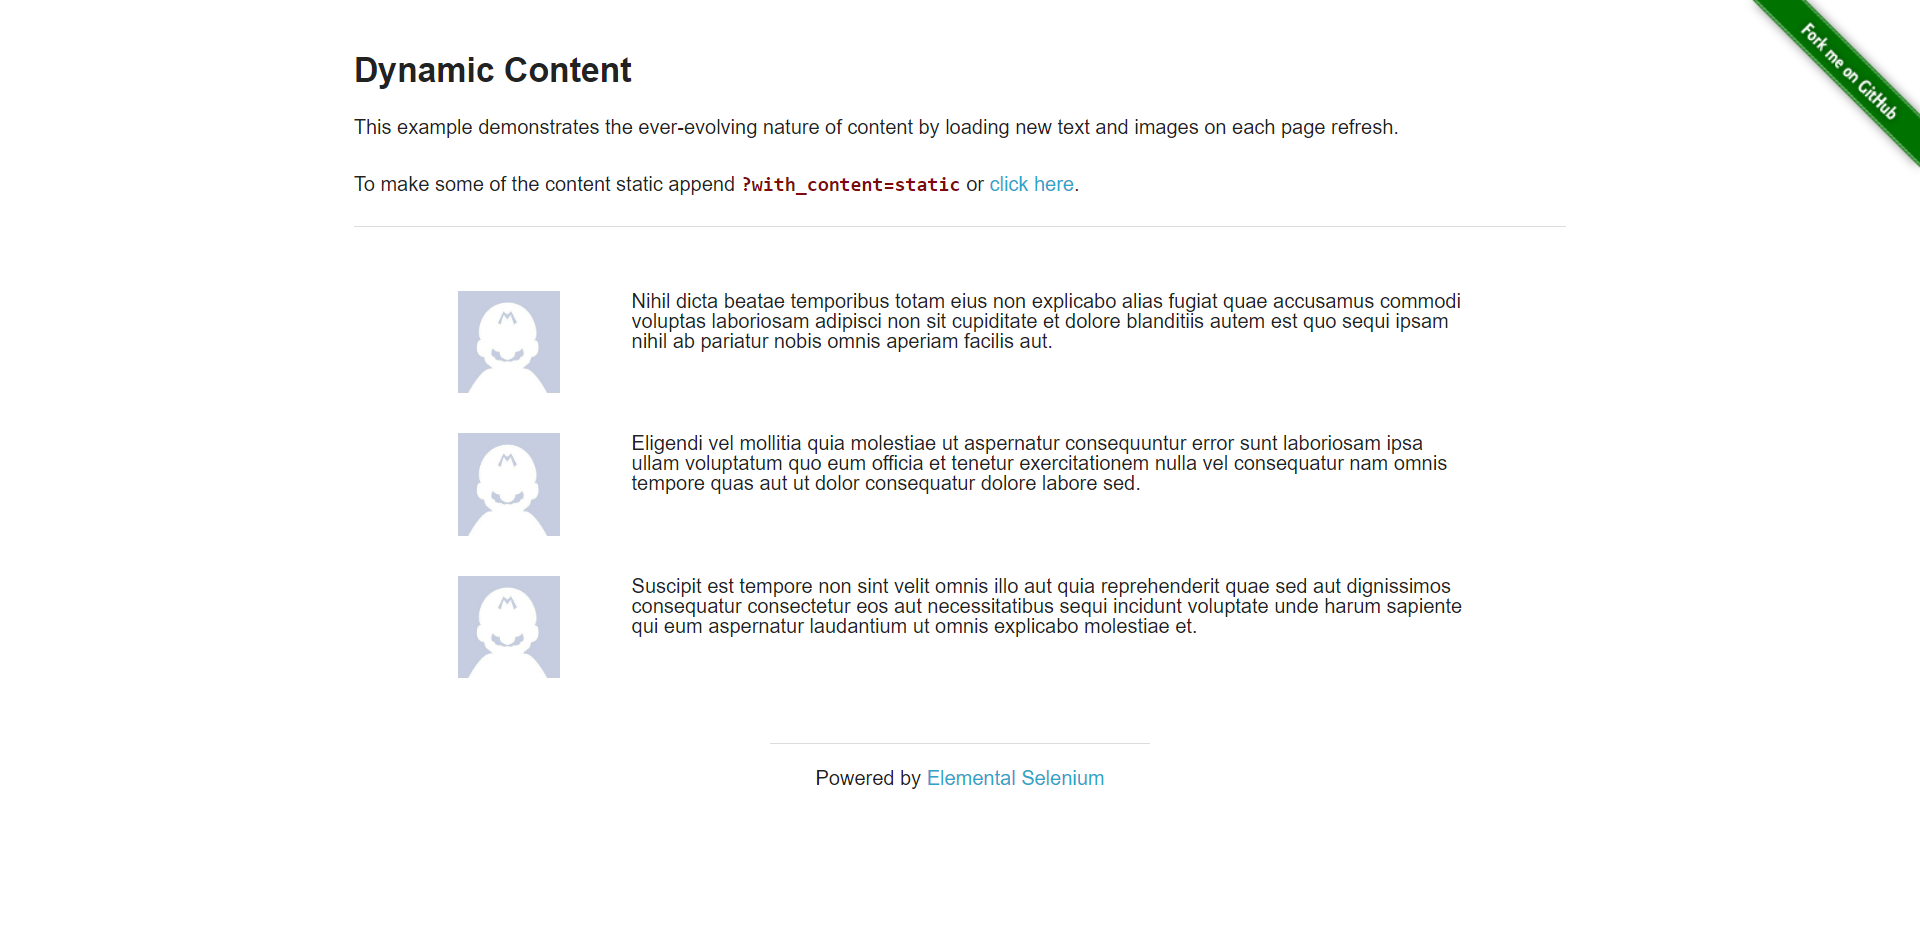 Fork me on GitHub
Dynamic Content
This example demonstrates the ever-evolving nature of content by loading new text and images on each page refresh.
To make some of the content static append ?with_content=static or click here.
Nihil dicta beatae temporibus totam eius non explicabo alias fugiat quae accusamus commodi
voluptas laboriosam adipisci non sit cupiditate et dolore blanditiis autem est quo sequi ipsam
nihil ab pariatur nobis omnis aperiam facilis aut.
Eligendi vel mollitia quia molestiae ut aspernatur consequuntur error sunt laboriosam ipsa
ullam voluptatum quo eum officia et tenetur exercitationem nulla vel consequatur nam omnis
tempore quas aut ut dolor consequatur dolore labore sed.
Suscipit est tempore non sint velit omnis illo aut quia reprehenderit quae sed aut dignissimos
consequatur consectetur eos aut necessitatibus sequi incidunt voluptate unde harum sapiente
qui eum aspernatur laudantium ut omnis explicabo molestiae et.
Powered by Elemental Selenium